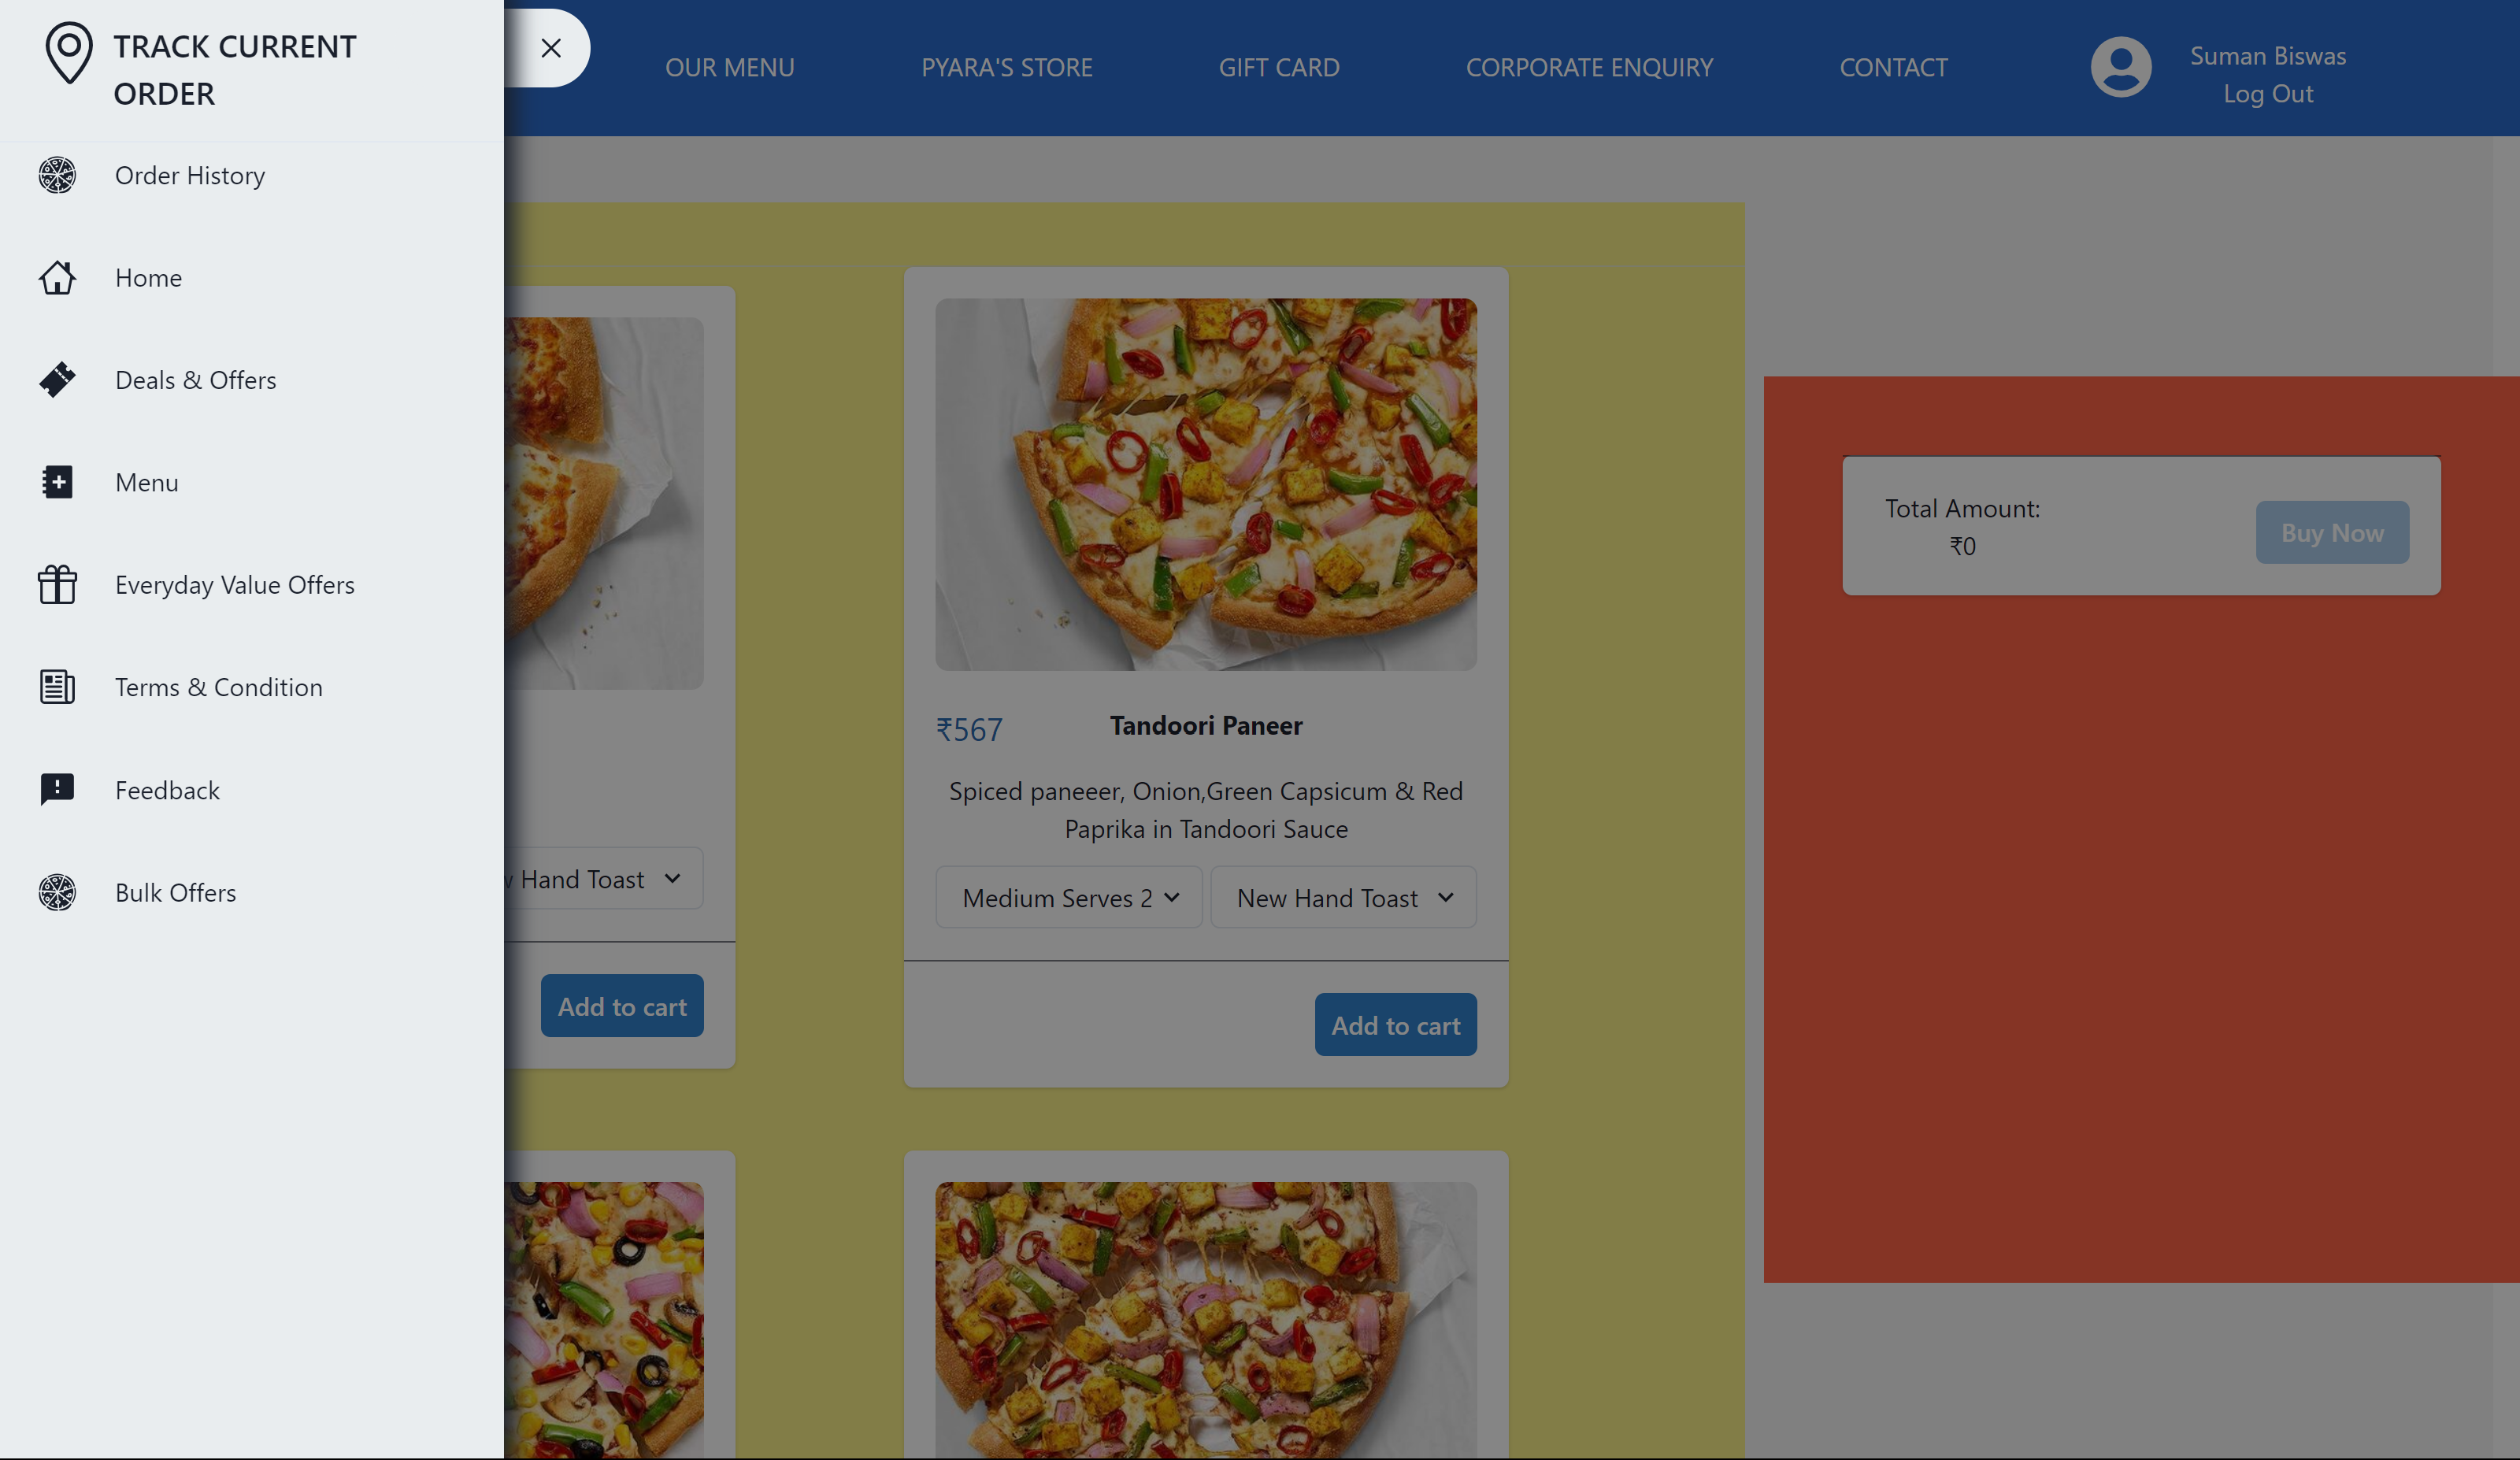 TRACK CURRENT
ORDER
Order History
Home
Deals & Offers
Menu
Everyday Value Offers
Terms & Condition
Feedback
Bulk Offers
OUR MENU
PYARA'S STORE
GIFT CARD
CORPORATE ENQUIRY
CONTACT
Suman Biswas
Log Out
Hand Toast
Add to cart
₹567
Tandoori Paneer
Spiced paneeer, Onion,Green Capsicum & Red
Paprika in Tandoori Sauce
Medium Serves 2
New Hand Toast
Add to cart
Total Amount:
₹0
Buy Now